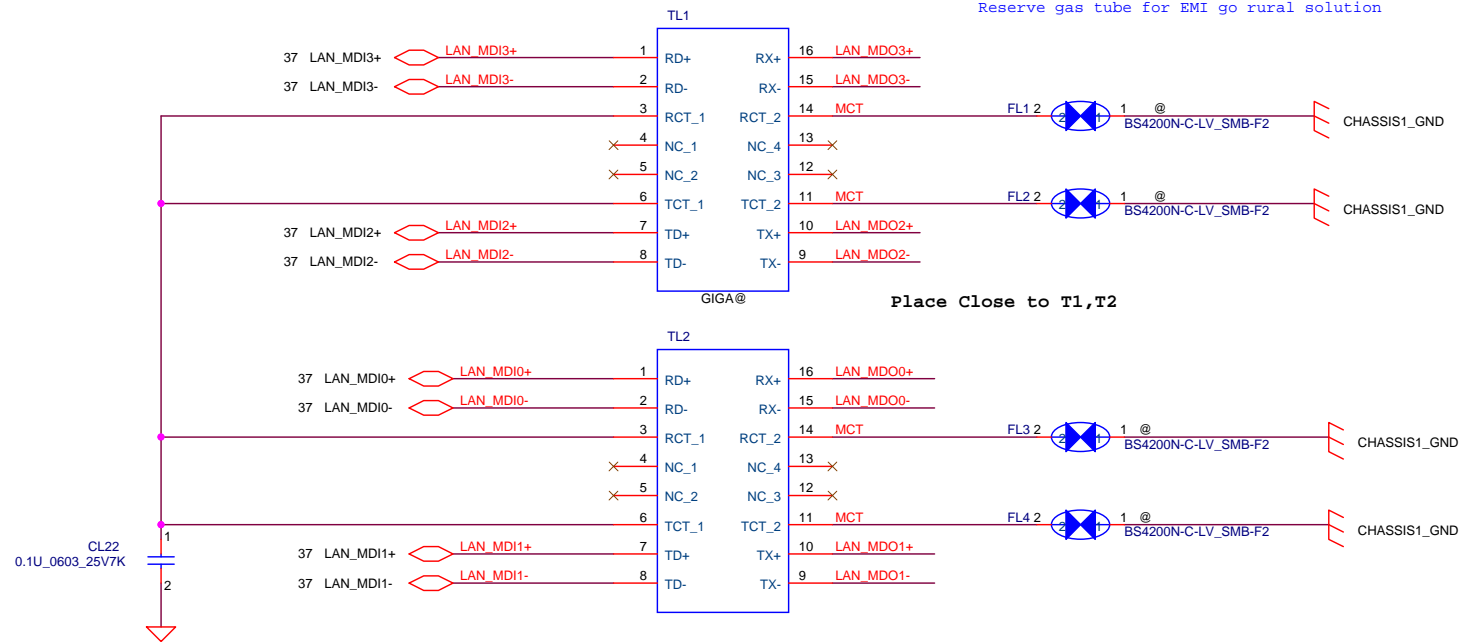 Reserve gas tube for EMI go rural solution
TL1
37 LAN_MDI3+ LAN_MDI3+ 1 RD+ RX+ 16 LAN_MDO3+
37 LAN_MDI3- LAN_MDI3- 2 RD- RX- 15 LAN_MDO3-
3 RCT_1 RCT_2 14 MCT FL1 2 2 1 1 @ BS4200N-C-LV_SMB-F2 CHASSIS1_GND
4 NC_1 NC_4 13
5 NC_2 NC_3 12
6 TCT_1 TCT_2 11 MCT FL2 2 2 1 1 @ BS4200N-C-LV_SMB-F2 CHASSIS1_GND
37 LAN_MDI2+ LAN_MDI2+ 7 TD+ TX+ 10 LAN_MDO2+
37 LAN_MDI2- LAN_MDI2- 8 TD- TX- 9 LAN_MDO2-
GIGA@
Place Close to T1,T2
TL2
37 LAN_MDI0+ LAN_MDI0+ 1 RD+ RX+ 16 LAN_MDO0+
37 LAN_MDI0- LAN_MDI0- 2 RD- RX- 15 LAN_MDO0-
3 RCT_1 RCT_2 14 MCT FL3 2 2 1 1 @ BS4200N-C-LV_SMB-F2 CHASSIS1_GND
4 NC_1 NC_4 13
5 NC_2 NC_3 12
6 TCT_1 TCT_2 11 MCT FL4 2 2 1 1 @ BS4200N-C-LV_SMB-F2 CHASSIS1_GND
37 LAN_MDI1+ LAN_MDI1+ 7 TD+ TX+ 10 LAN_MDO1+
37 LAN_MDI1- LAN_MDI1- 8 TD- TX- 9 LAN_MDO1-
1
CL22
0.1U_0603_25V7K
2